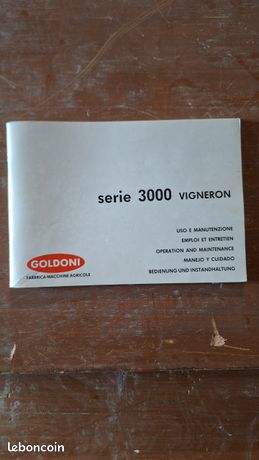 serie 3000 VIGNERON
USO E MANUTENZIONE
EMPLOI ET ENTRETIEN
OPERATION AND MAINTENANCE
MANEJO Y CUIDADO
BEDIENUNG UND INSTANDHALTUNG
GOLDONI
FABBRICA MACCHINE AGRICOLE
leboncoin